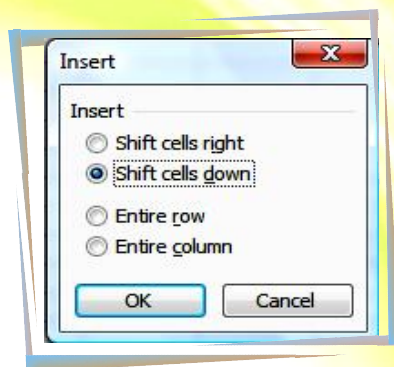 Insert
Insert
Shift cells right
Shift cells down
Entire row
Entire column
OK
Cancel